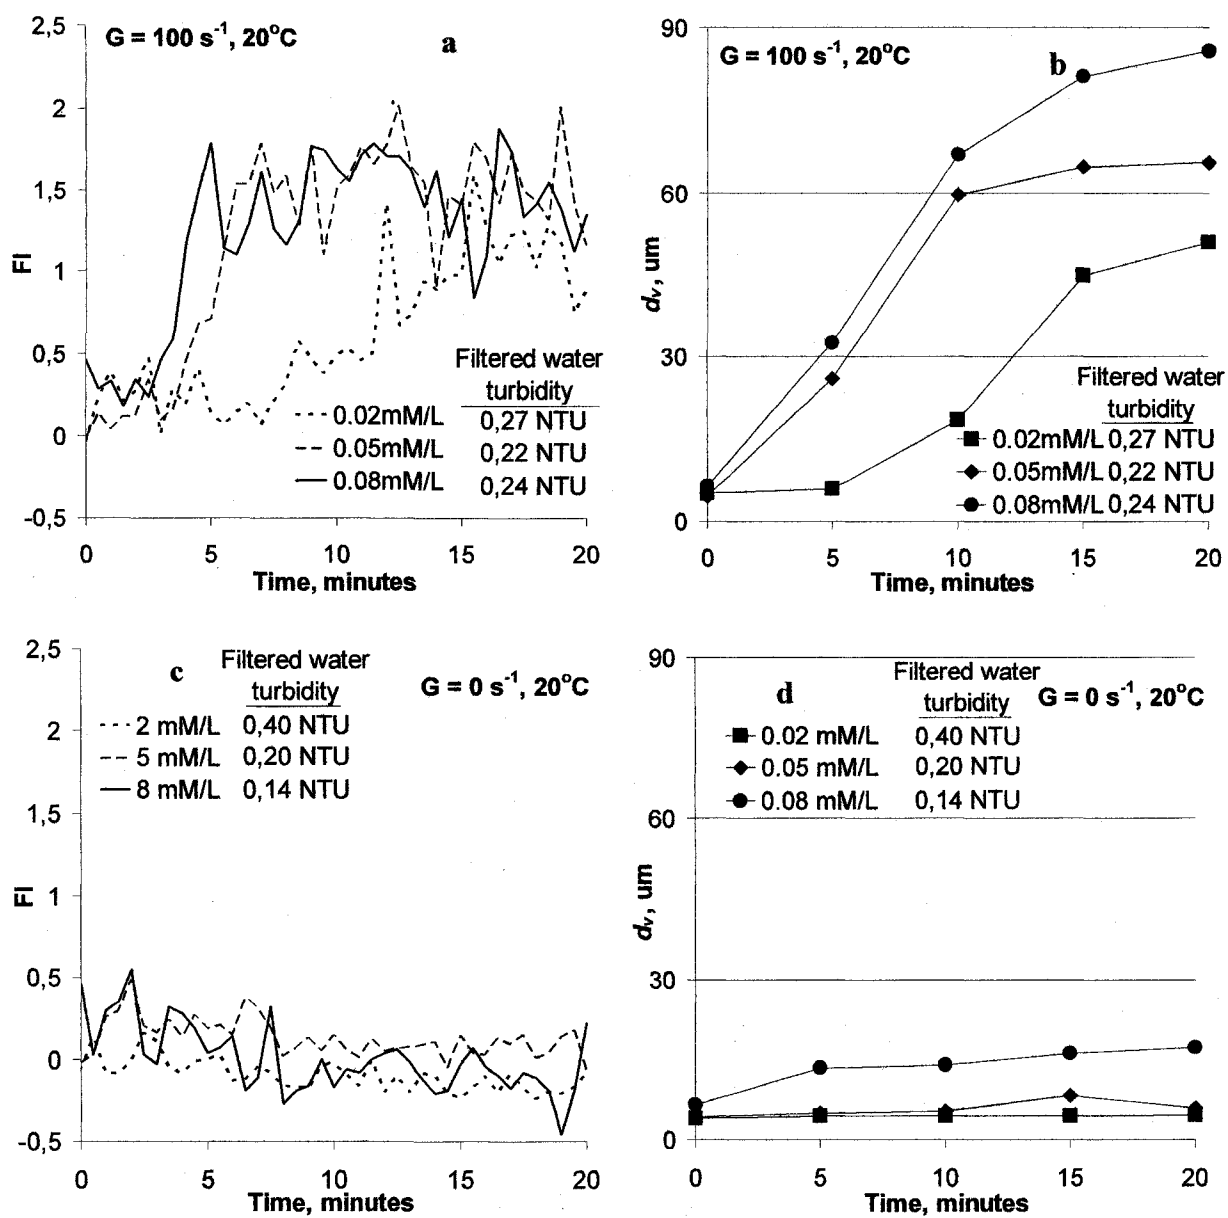 G = 100 s⁻¹, 20°C
a
2,5
2
1,5
1
0,5
0
-0,5
FI
Filtered water
turbidity
0.02mM/L 0,27 NTU
0.05mM/L 0,22 NTU
0.08mM/L 0,24 NTU
0 5 10 15 20
Time, minutes
G = 100 s⁻¹, 20°C
b
90
60
30
0
dᵥ, um
Filtered water
turbidity
0.02mM/L 0,27 NTU
0.05mM/L 0,22 NTU
0.08mM/L 0,24 NTU
0 5 10 15 20
Time, minutes
c
Filtered water
turbidity
G = 0 s⁻¹, 20°C
2 mM/L 0,40 NTU
5 mM/L 0,20 NTU
8 mM/L 0,14 NTU
2,5
2
1,5
1
0,5
0
-0,5
FI
0 5 10 15 20
Time, minutes
d
Filtered water
turbidity
G = 0 s⁻¹, 20°C
0.02 mM/L 0,40 NTU
0.05 mM/L 0,20 NTU
0.08 mM/L 0,14 NTU
90
60
30
0
dᵥ, um
0 5 10 15 20
Time, minutes